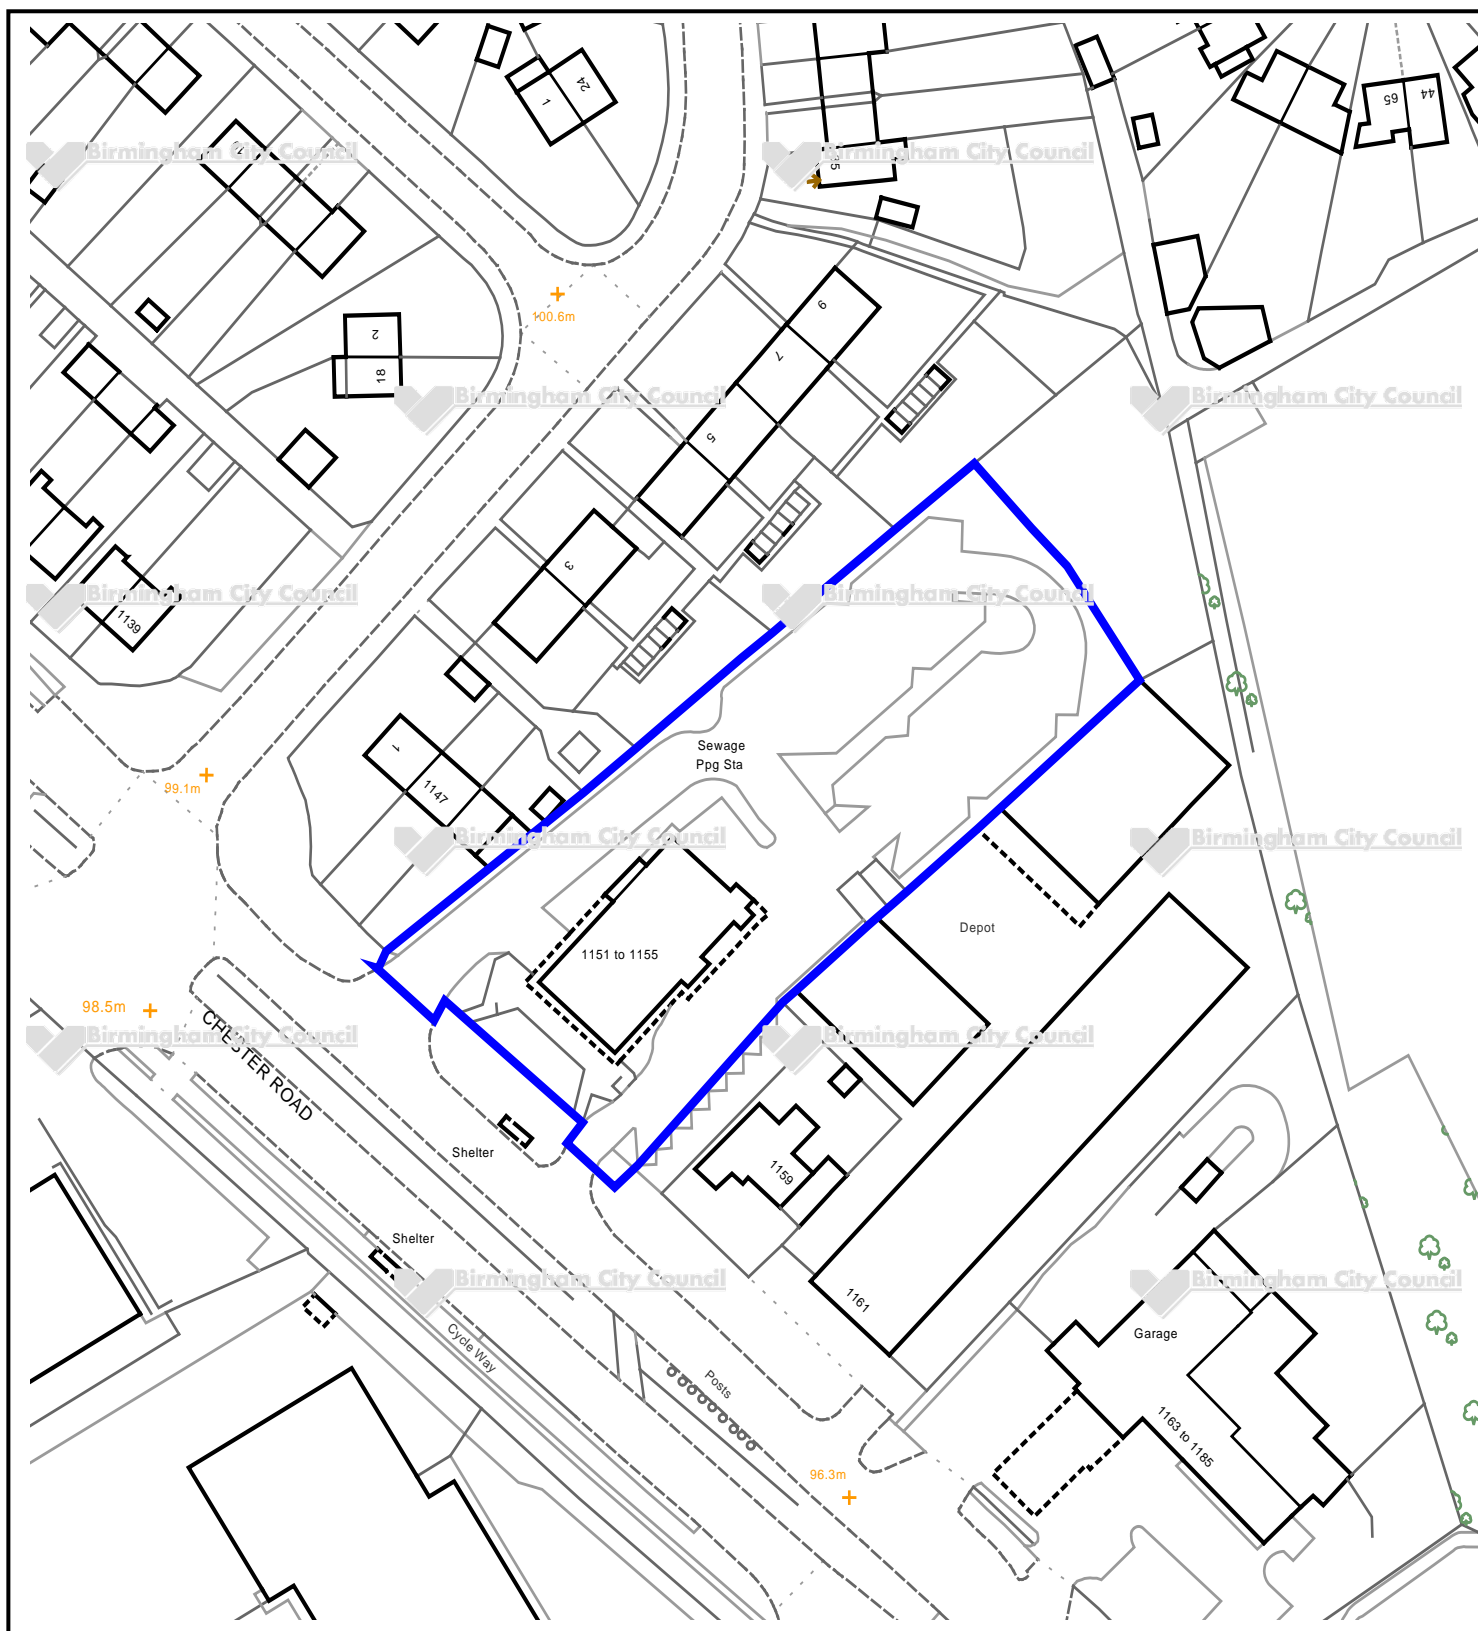 24
1
12
Birmingham City Council
Birmingham City Council
35
65
44
100.6m
9
2
7
18
Birmingham City Council
Birmingham City Council
5
3
Birmingham City Council
Birmingham City Council
1139
Sewage
Ppg Sta
1
99.1m
1147
Birmingham City Council
Birmingham City Council
Depot
1151 to 1155
98.5m
CHESTER ROAD
Birmingham City Council
Birmingham City Council
Shelter
1159
Shelter
Birmingham City Council
Birmingham City Council
1161
Garage
Cycle Way
Posts
1163 to 1185
96.3m